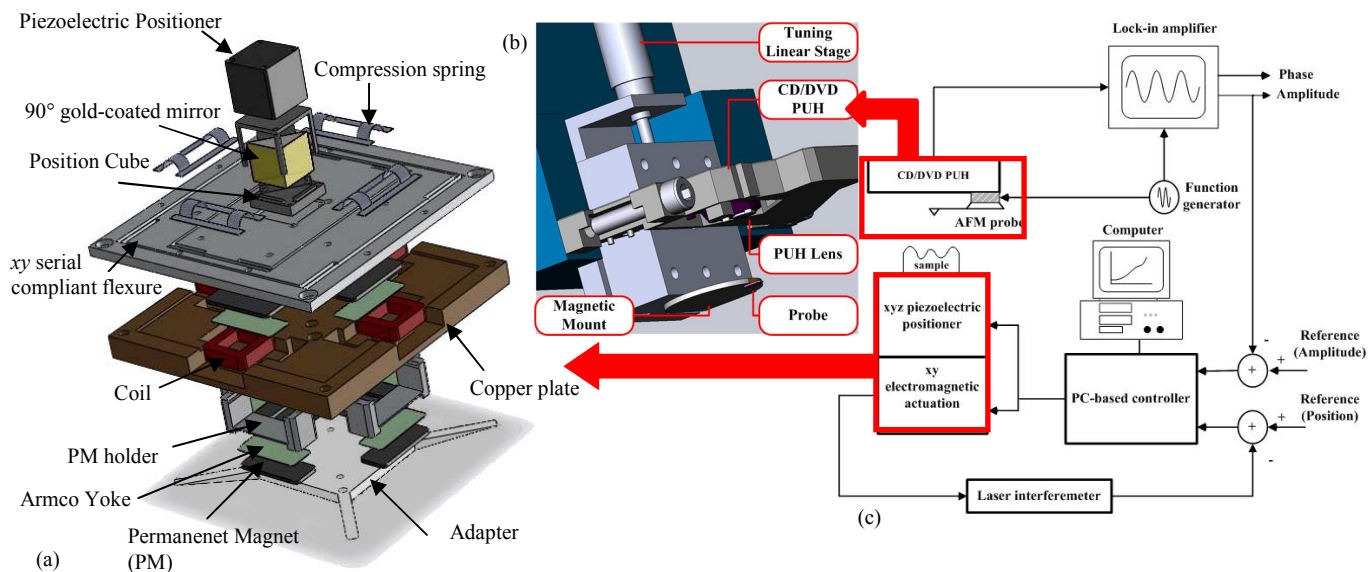 Piezoelectric Positioner
Compression spring
90° gold-coated mirror
Position Cube
xy serial
compliant flexure
Coil
Copper plate
PM holder
Armco Yoke
Permanenet Magnet
(PM)
Adapter
(a)
(b)
Tuning
Linear Stage
CD/DVD
PUH
PUH Lens
Magnetic
Mount
Probe
Lock-in amplifier
Phase
Amplitude
CD/DVD PUH
AFM probe
Function
generator
Computer
sample
xyz piezoelectric
positioner
xy
electromagnetic
actuation
PC-based controller
-
+
+
Reference
(Amplitude)
+
+
-
Reference
(Position)
Laser interferemeter
(c)